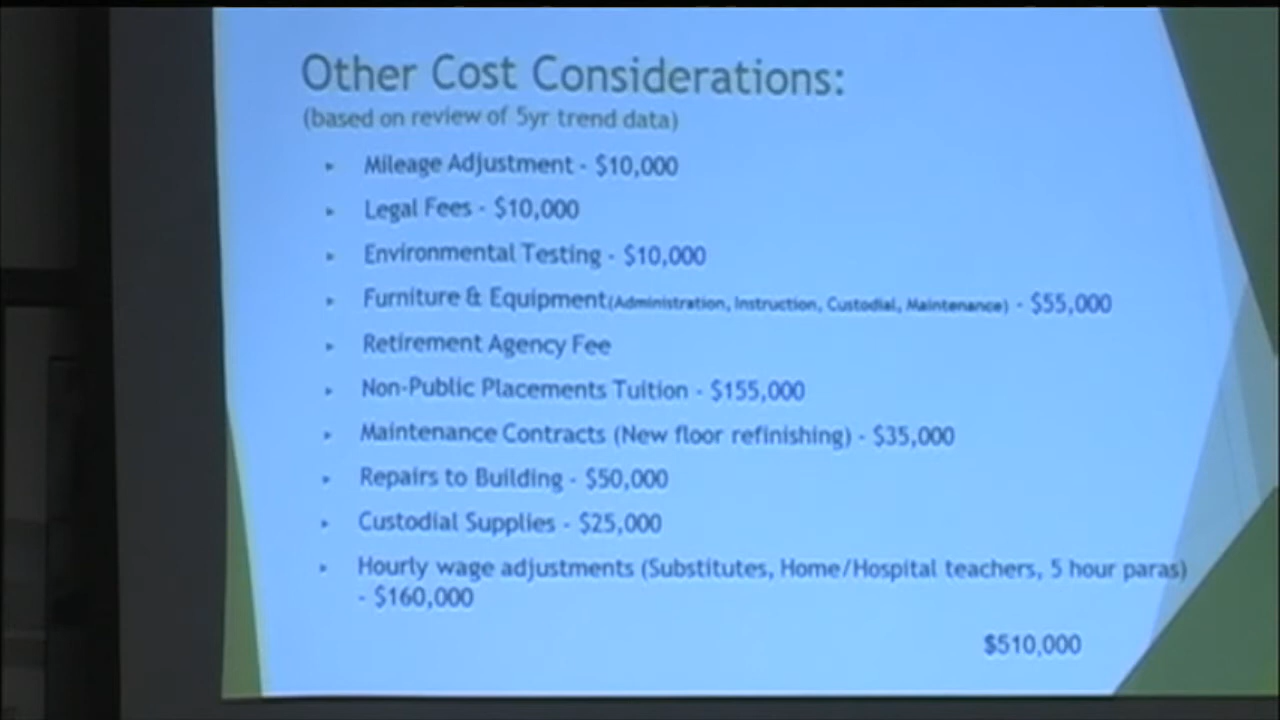 Other Cost Considerations:
(based on review of 5yr trend data)
Mileage Adjustment - $10,000
Legal Fees - $10,000
Environmental Testing - $10,000
Furniture & Equipment(Administration, Instruction, Custodial, Maintenance) - $55,000
Retirement Agency Fee
Non-Public Placements Tuition - $155,000
Maintenance Contracts (New floor refinishing) - $35,000
Repairs to Building - $50,000
Custodial Supplies - $25,000
Hourly wage adjustments (Substitutes, Home/Hospital teachers, 5 hour paras)
- $160,000
$510,000